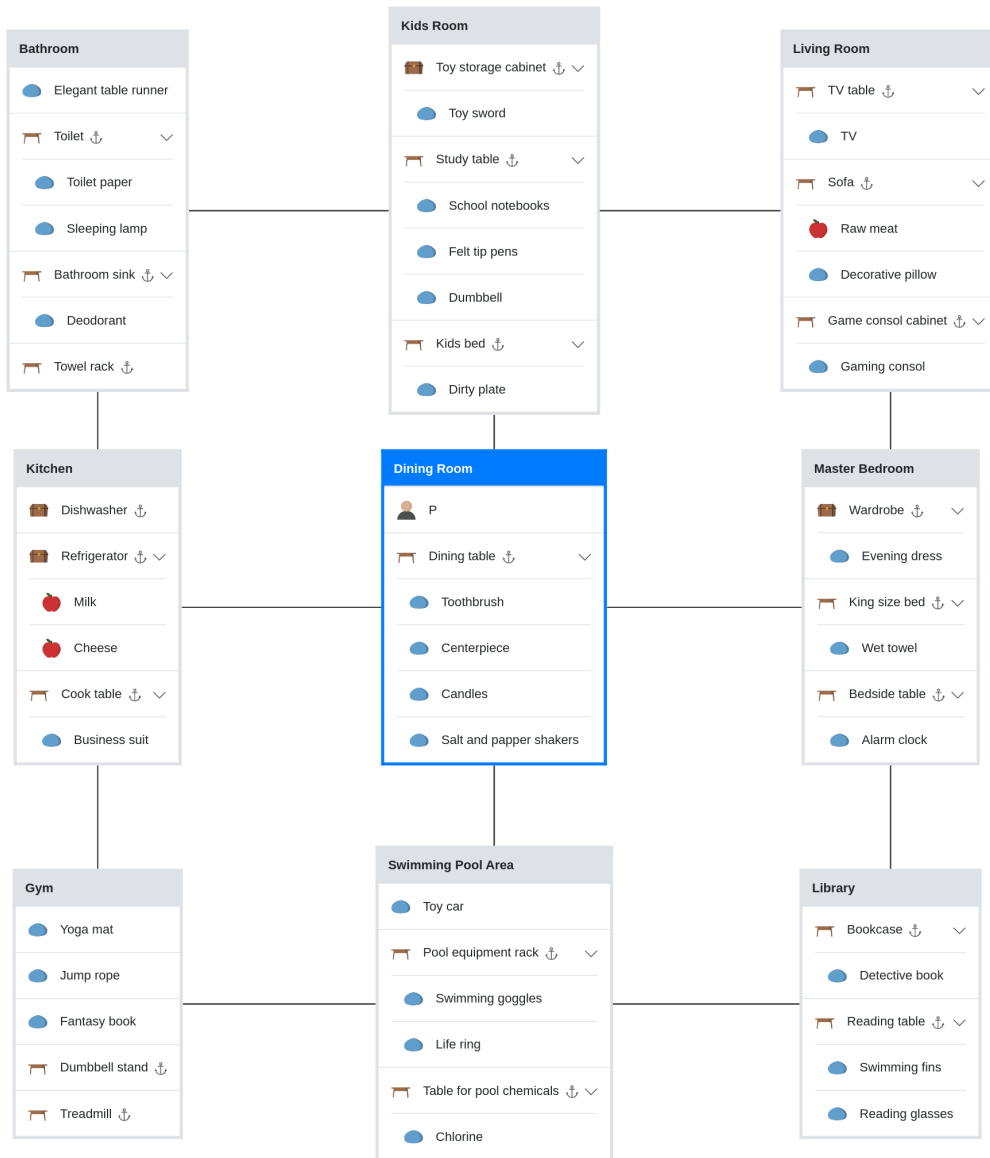 Bathroom
Elegant table runner
Toilet
Toilet paper
Sleeping lamp
Bathroom sink
Deodorant
Towel rack
Kids Room
Toy storage cabinet
Toy sword
Study table
School notebooks
Felt tip pens
Dumbbell
Kids bed
Dirty plate
Living Room
TV table
TV
Sofa
Raw meat
Decorative pillow
Game consol cabinet
Gaming consol
Kitchen
Dishwasher
Refrigerator
Milk
Cheese
Cook table
Business suit
Dining Room
P
Dining table
Toothbrush
Centerpiece
Candles
Salt and papper shakers
Master Bedroom
Wardrobe
Evening dress
King size bed
Wet towel
Bedside table
Alarm clock
Gym
Yoga mat
Jump rope
Fantasy book
Dumbbell stand
Treadmill
Swimming Pool Area
Toy car
Pool equipment rack
Swimming goggles
Life ring
Table for pool chemicals
Chlorine
Library
Bookcase
Detective book
Reading table
Swimming fins
Reading glasses